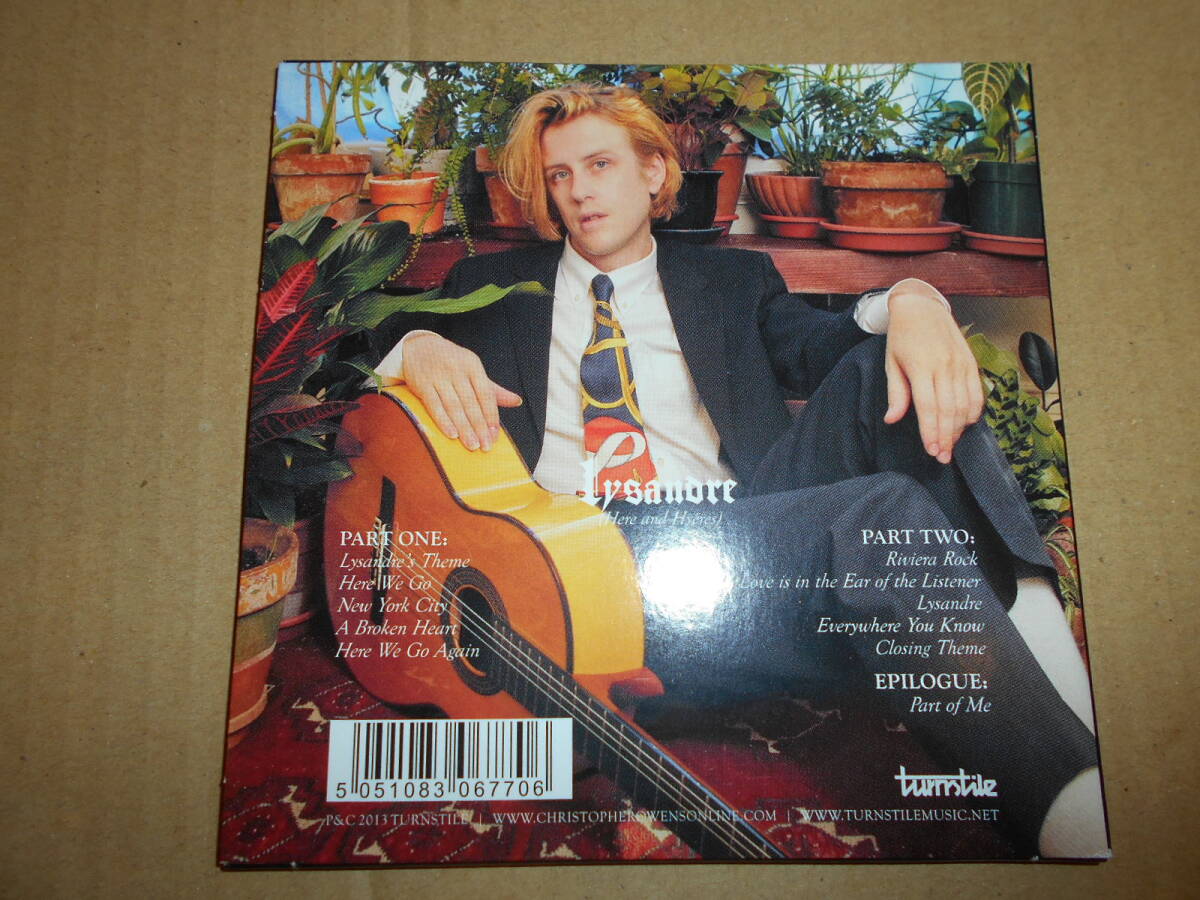 Lysandre
(Here and Hyères)
PART ONE:
Lysandre's Theme
Here We Go
New York City
A Broken Heart
Here We Go Again
PART TWO:
Riviera Rock
Love is in the Ear of the Listener
Lysandre
Everywhere You Know
Closing Theme
EPILOGUE:
Part of Me
turnstile
5 051083 067706
P&C 2013 TURNSTILE | WWW.CHRISTOPHEROWENSONLINE.COM | WWW.TURNSTILEMUSIC.NET